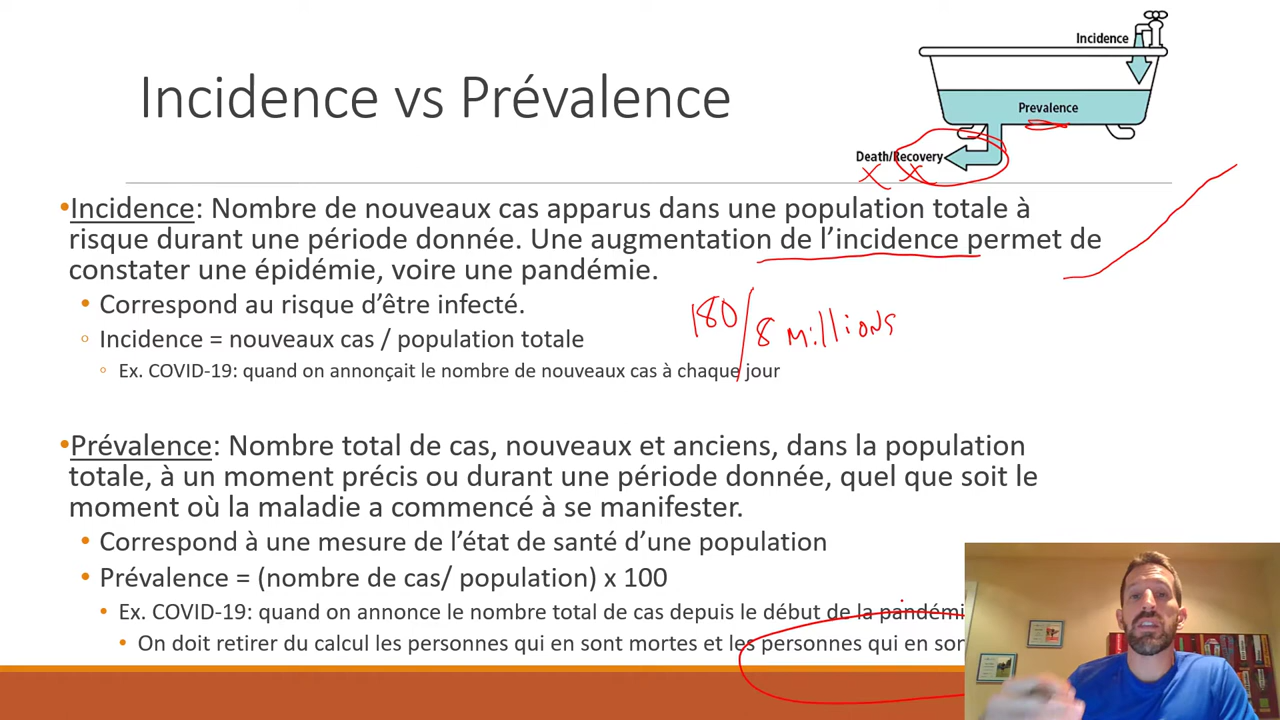 Incidence
Incidence vs Prévalence
Prevalence
Death/Recovery
X X
•Incidence: Nombre de nouveaux cas apparus dans une population totale à
risque durant une période donnée. Une augmentation de l’incidence permet de
constater une épidémie, voire une pandémie.
• Correspond au risque d’être infecté.
180/8 millions
◦ Incidence = nouveaux cas / population totale
◦ Ex. COVID-19: quand on annonçait le nombre de nouveaux cas à chaque jour
•Prévalence: Nombre total de cas, nouveaux et anciens, dans la population
totale, à un moment précis ou durant une période donnée, quel que soit le
moment où la maladie a commencé à se manifester.
• Correspond à une mesure de l’état de santé d’une population
• Prévalence = (nombre de cas/ population) x 100
• Ex. COVID-19: quand on annonce le nombre total de cas depuis le début de la pandémi
• On doit retirer du calcul les personnes qui en sont mortes et les personnes qui en